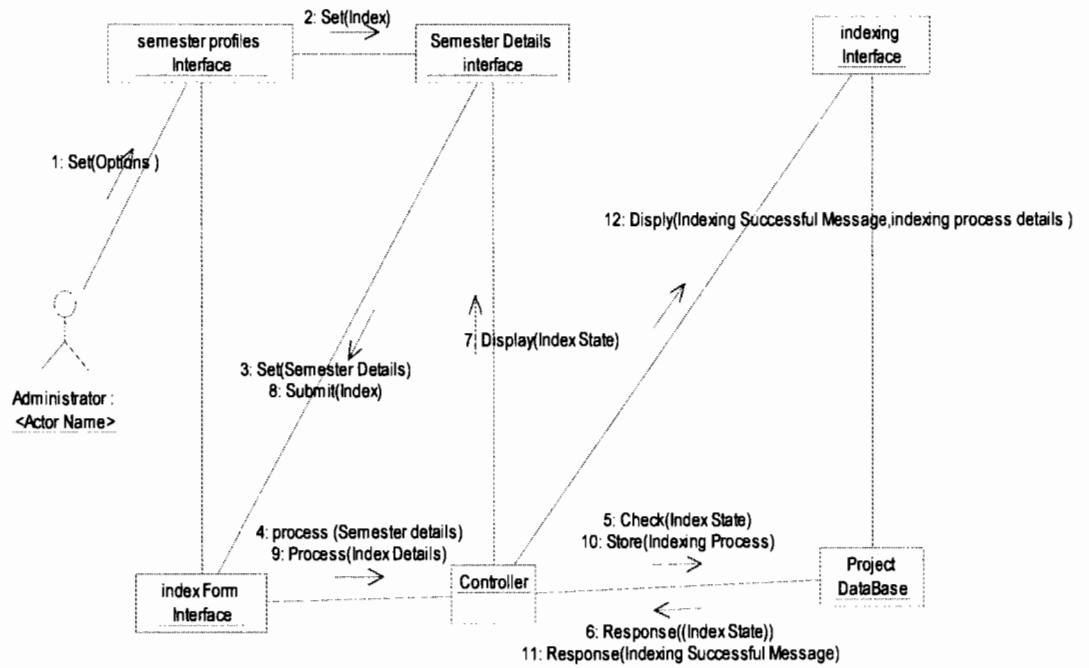 2: Set(Index)
semester profiles
Interface
Semester Details
interface
indexing
Interface
1: Set(Options )
12: Disply(Indexing Successful Message,indexing process details )
7: Display(Index State)
3: Set(Semester Details)
8: Submit(Index)
Administrator :
<Actor Name>
4: process (Semester details)
9: Process(Index Details)
5: Check(Index State)
10: Store(Indexing Process)
index Form
Interface
Controller
Project
DataBase
6: Response((Index State))
11: Response(Indexing Successful Message)